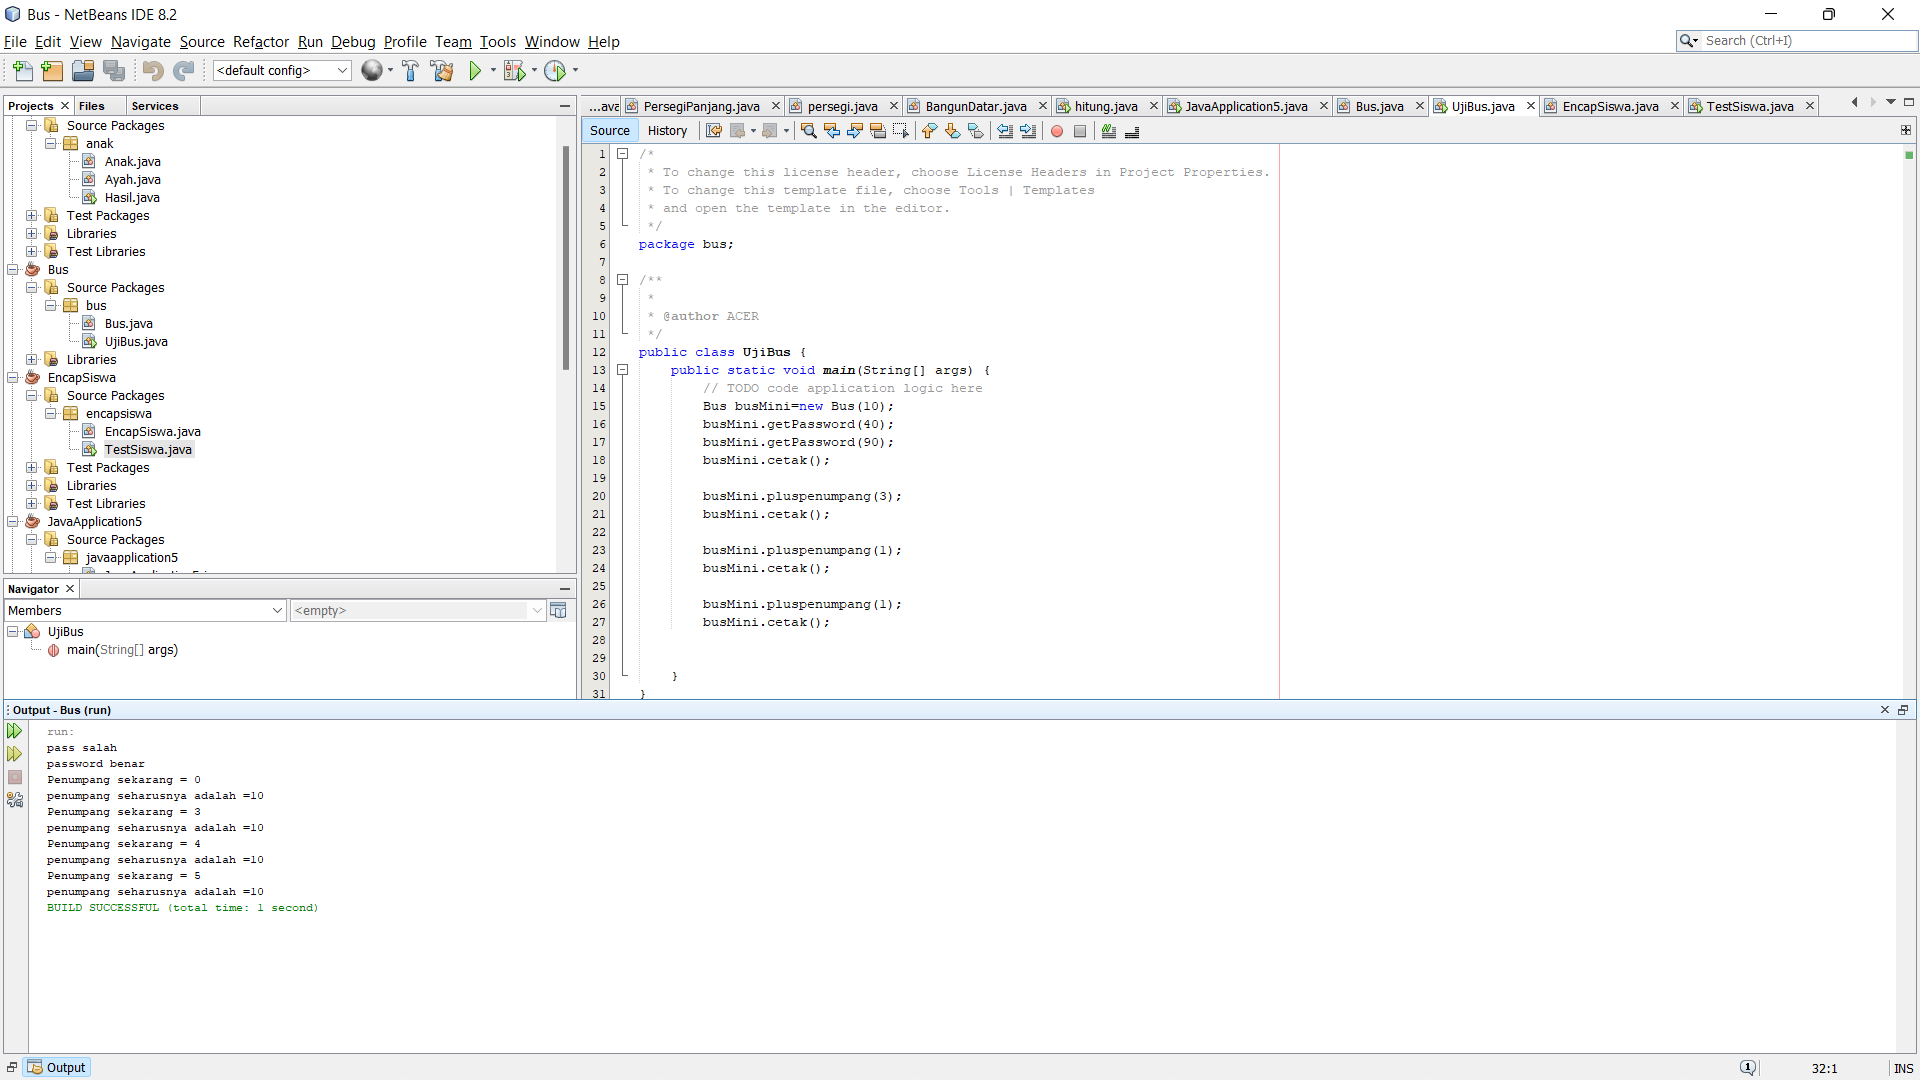 Bus - NetBeans IDE 8.2
File Edit View Navigate Source Refactor Run Debug Profile Team Tools Window Help
Search (Ctrl+I)
<default config>
Projects Files Services
Source Packages
anak
Anak.java
Ayah.java
Hasil.java
Test Packages
Libraries
Test Libraries
Bus
Source Packages
bus
Bus.java
UjiBus.java
Libraries
EncapSiswa
Source Packages
encapsiswa
EncapSiswa.java
TestSiswa.java
Test Packages
Libraries
Test Libraries
JavaApplication5
Source Packages
javaapplication5
Navigator
Members
<empty>
UjiBus
main(String[] args)
...ava PersegiPanjang.java persegi.java BangunDatar.java hitung.java JavaApplication5.java Bus.java UjiBus.java EncapSiswa.java TestSiswa.java
Source History
1 /*
2 * To change this license header, choose License Headers in Project Properties.
3 * To change this template file, choose Tools | Templates
4 * and open the template in the editor.
5 */
6 package bus;
7
8 /**
9 *
10 * @author ACER
11 */
12 public class UjiBus {
13 public static void main(String[] args) {
14 // TODO code application logic here
15 Bus busMini=new Bus(10);
16 busMini.getPassword(40);
17 busMini.getPassword(90);
18 busMini.cetak();
19
20 busMini.pluspenumpang(3);
21 busMini.cetak();
22
23 busMini.pluspenumpang(1);
24 busMini.cetak();
25
26 busMini.pluspenumpang(1);
27 busMini.cetak();
28
29
30 }
31 }
Output - Bus (run)
run:
pass salah
password benar
Penumpang sekarang = 0
penumpang seharusnya adalah =10
Penumpang sekarang = 3
penumpang seharusnya adalah =10
Penumpang sekarang = 4
penumpang seharusnya adalah =10
Penumpang sekarang = 5
penumpang seharusnya adalah =10
BUILD SUCCESSFUL (total time: 1 second)
Output
1
32:1
INS